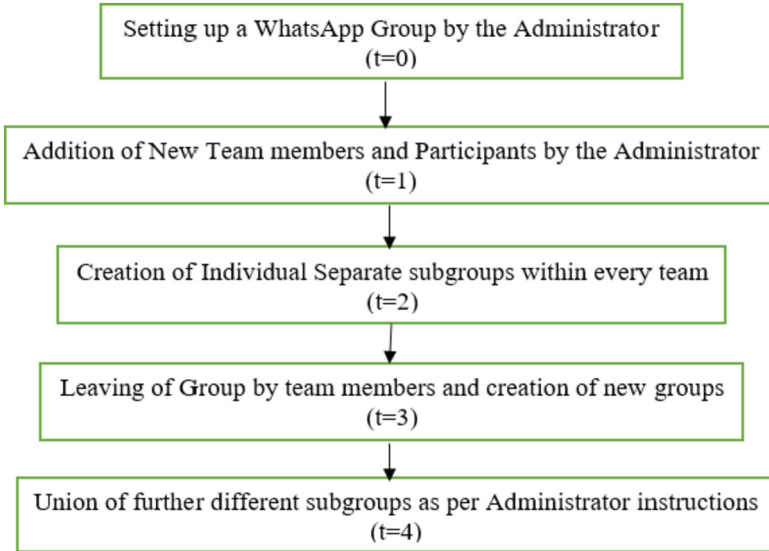 Setting up a WhatsApp Group by the Administrator
(t=0)
Addition of New Team members and Participants by the Administrator
(t=1)
Creation of Individual Separate subgroups within every team
(t=2)
Leaving of Group by team members and creation of new groups
(t=3)
Union of further different subgroups as per Administrator instructions
(t=4)